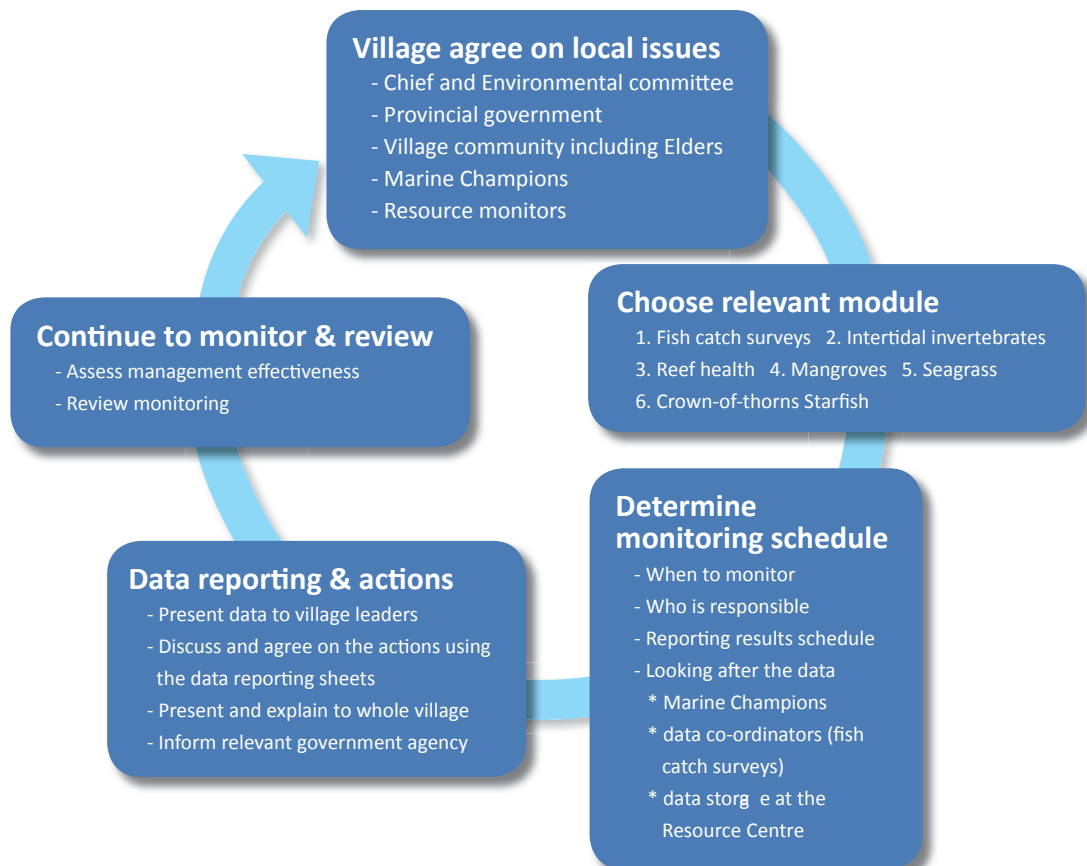 Village agree on local issues
- Chief and Environmental committee
- Provincial government
- Village community including Elders
- Marine Champions
- Resource monitors
Choose relevant module
1. Fish catch surveys 2. Intertidal invertebrates
3. Reef health 4. Mangroves 5. Seagrass
6. Crown-of-thorns Starfish
Determine
monitoring schedule
- When to monitor
- Who is responsible
- Reporting results schedule
- Looking after the data
* Marine Champions
* data co-ordinators (fish
catch surveys)
* data storg e at the
Resource Centre
Data reporting & actions
- Present data to village leaders
- Discuss and agree on the actions using
the data reporting sheets
- Present and explain to whole village
- Inform relevant government agency
Continue to monitor & review
- Assess management effectiveness
- Review monitoring